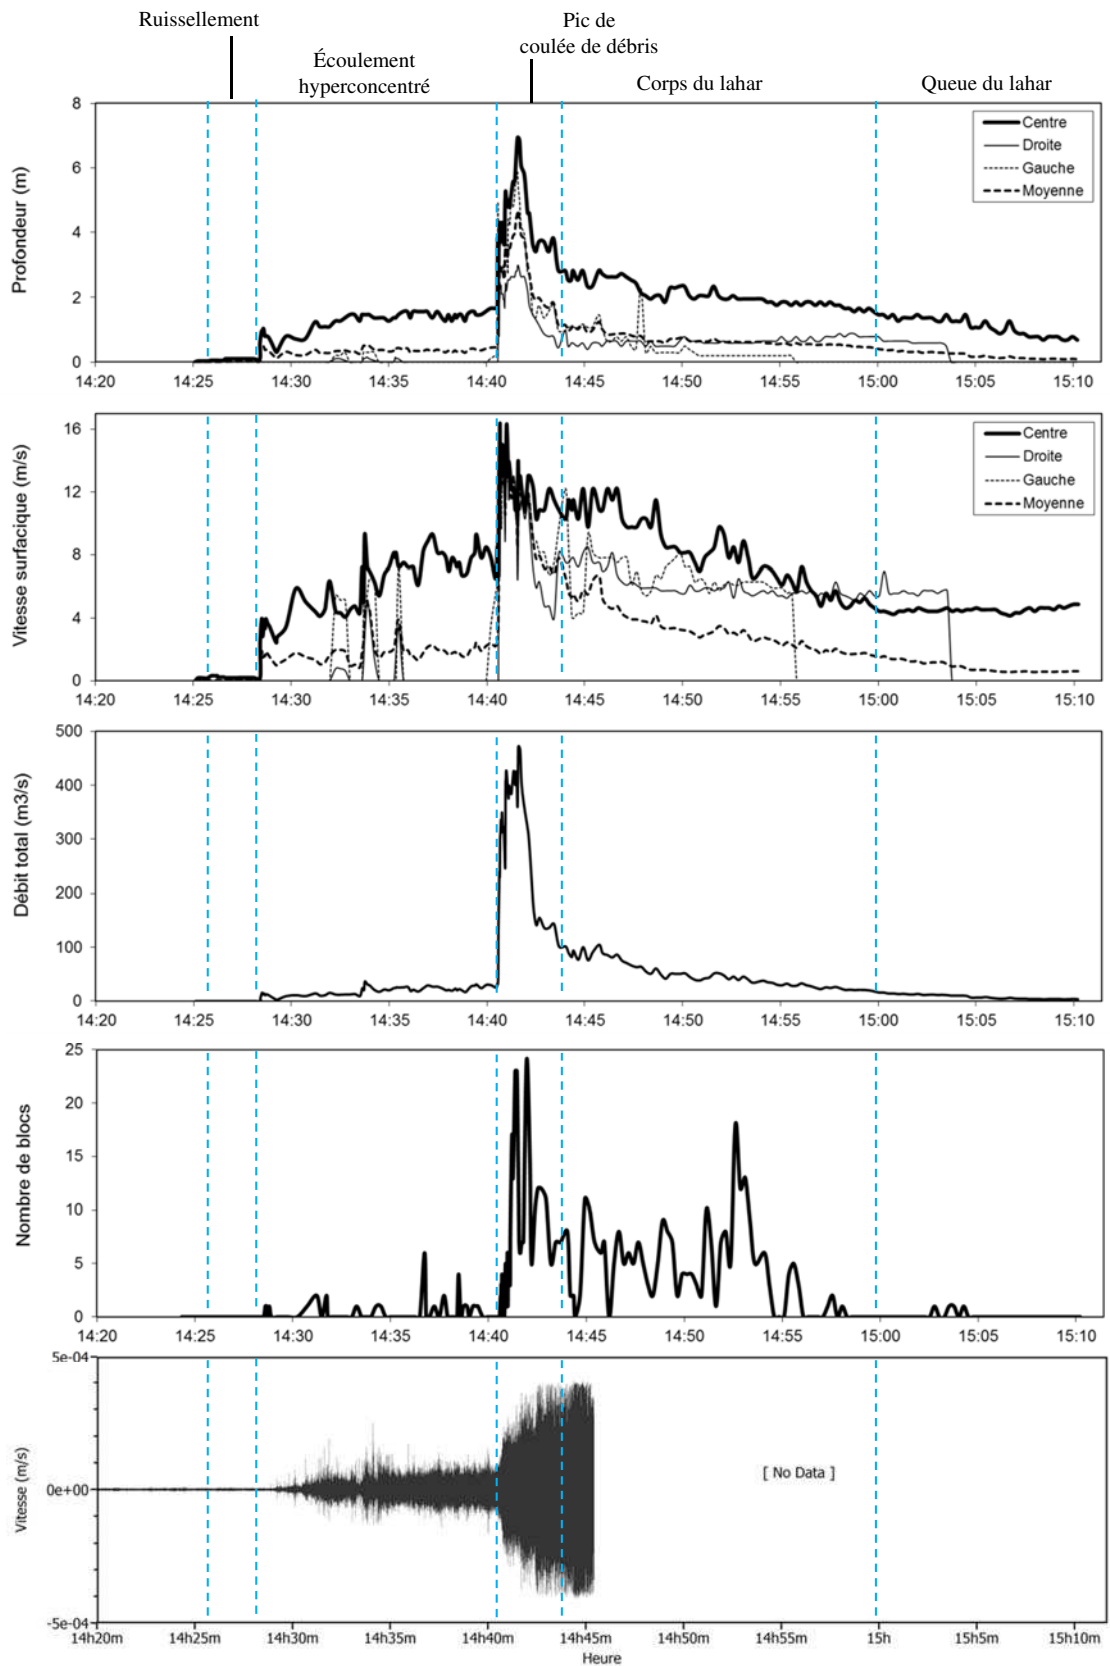 Ruissellement
Pic de
coulée de débris
Écoulement
hyperconcentré
Corps du lahar
Queue du lahar
Profondeur (m)
8
6
4
2
0
Centre
Droite
Gauche
Moyenne
14:20 14:25 14:30 14:35 14:40 14:45 14:50 14:55 15:00 15:05 15:10
Vitesse surfacique (m/s)
16
12
8
4
0
Centre
Droite
Gauche
Moyenne
14:20 14:25 14:30 14:35 14:40 14:45 14:50 14:55 15:00 15:05 15:10
Débit total (m3/s)
500
400
300
200
100
0
14:20 14:25 14:30 14:35 14:40 14:45 14:50 14:55 15:00 15:05 15:10
Nombre de blocs
25
20
15
10
5
0
14:20 14:25 14:30 14:35 14:40 14:45 14:50 14:55 15:00 15:05 15:10
Vitesse (m/s)
5e-04
0e+00
-5e-04
[ No Data ]
14h20m 14h25m 14h30m 14h35m 14h40m 14h45m 14h50m 14h55m 15h 15h5m 15h10m
Heure